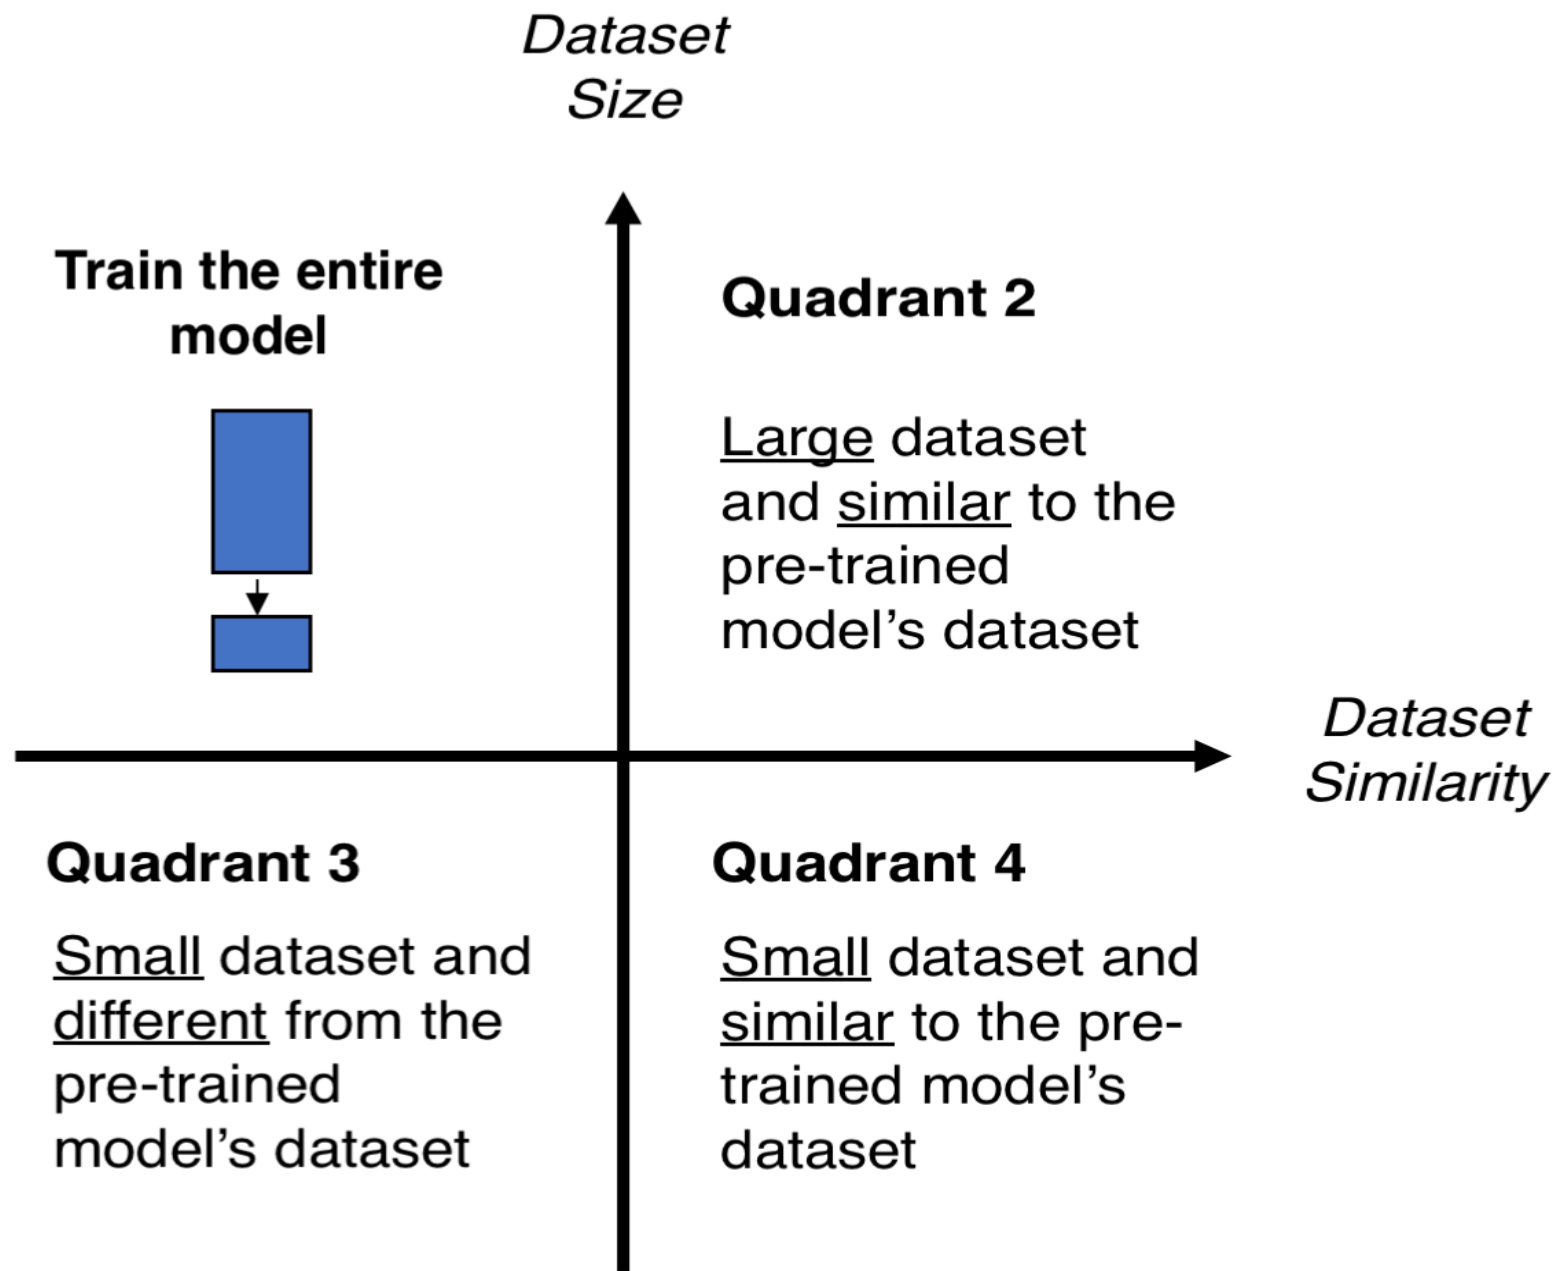 Dataset
Size
Train the entire
model
Quadrant 2
Large dataset
and similar to the
pre-trained
model’s dataset
Dataset
Similarity
Quadrant 3
Small dataset and
different from the
pre-trained
model’s dataset
Quadrant 4
Small dataset and
similar to the pre-
trained model’s
dataset